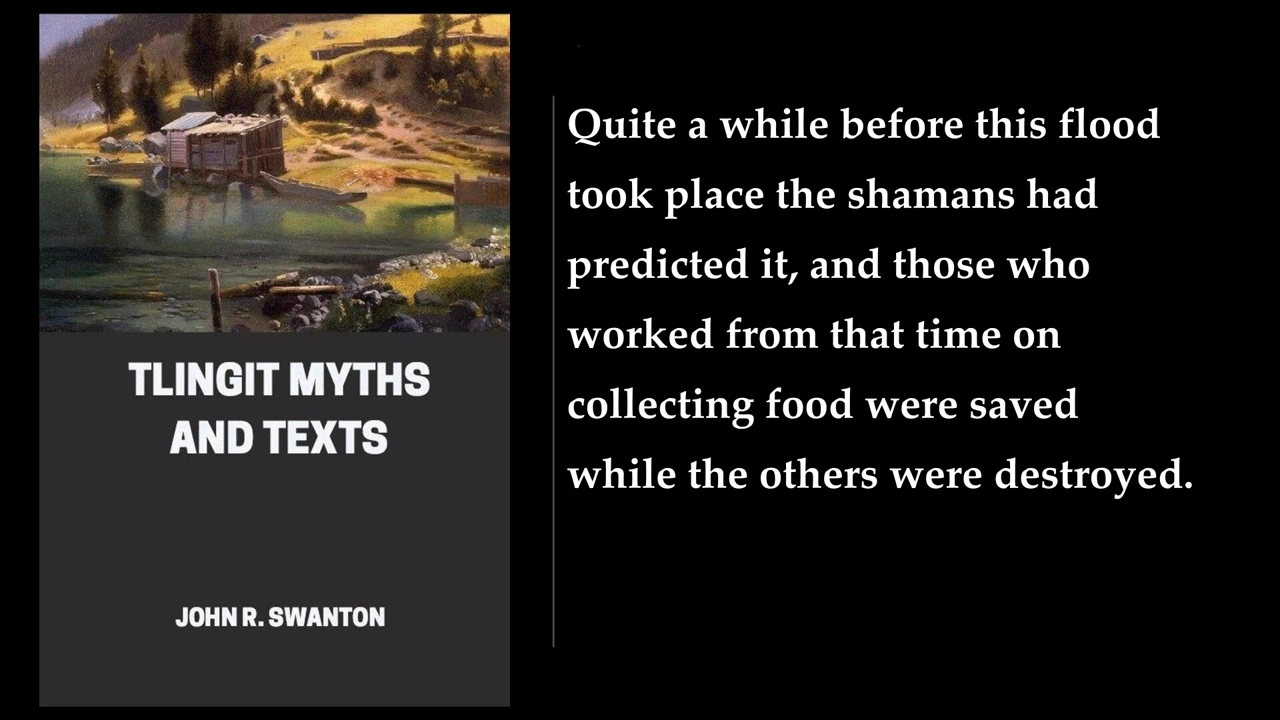 TLINGIT MYTHS
AND TEXTS
JOHN R. SWANTON
Quite a while before this flood
took place the shamans had
predicted it, and those who
worked from that time on
collecting food were saved
while the others were destroyed.